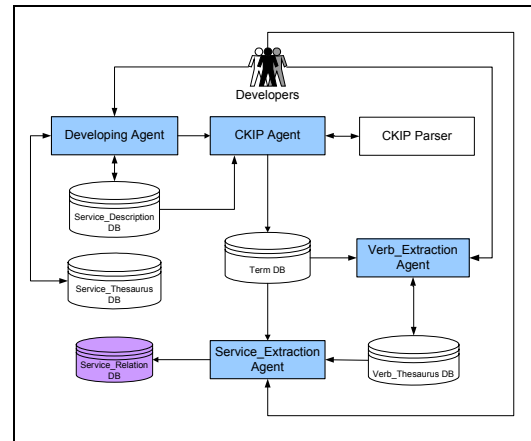 Developers
Developing Agent
CKIP Agent
CKIP Parser
Service_Description
DB
Term DB
Verb_Extraction
Agent
Service_Thesaurus
DB
Service_Relation
DB
Service_Extraction
Agent
Verb_Thesaurus DB